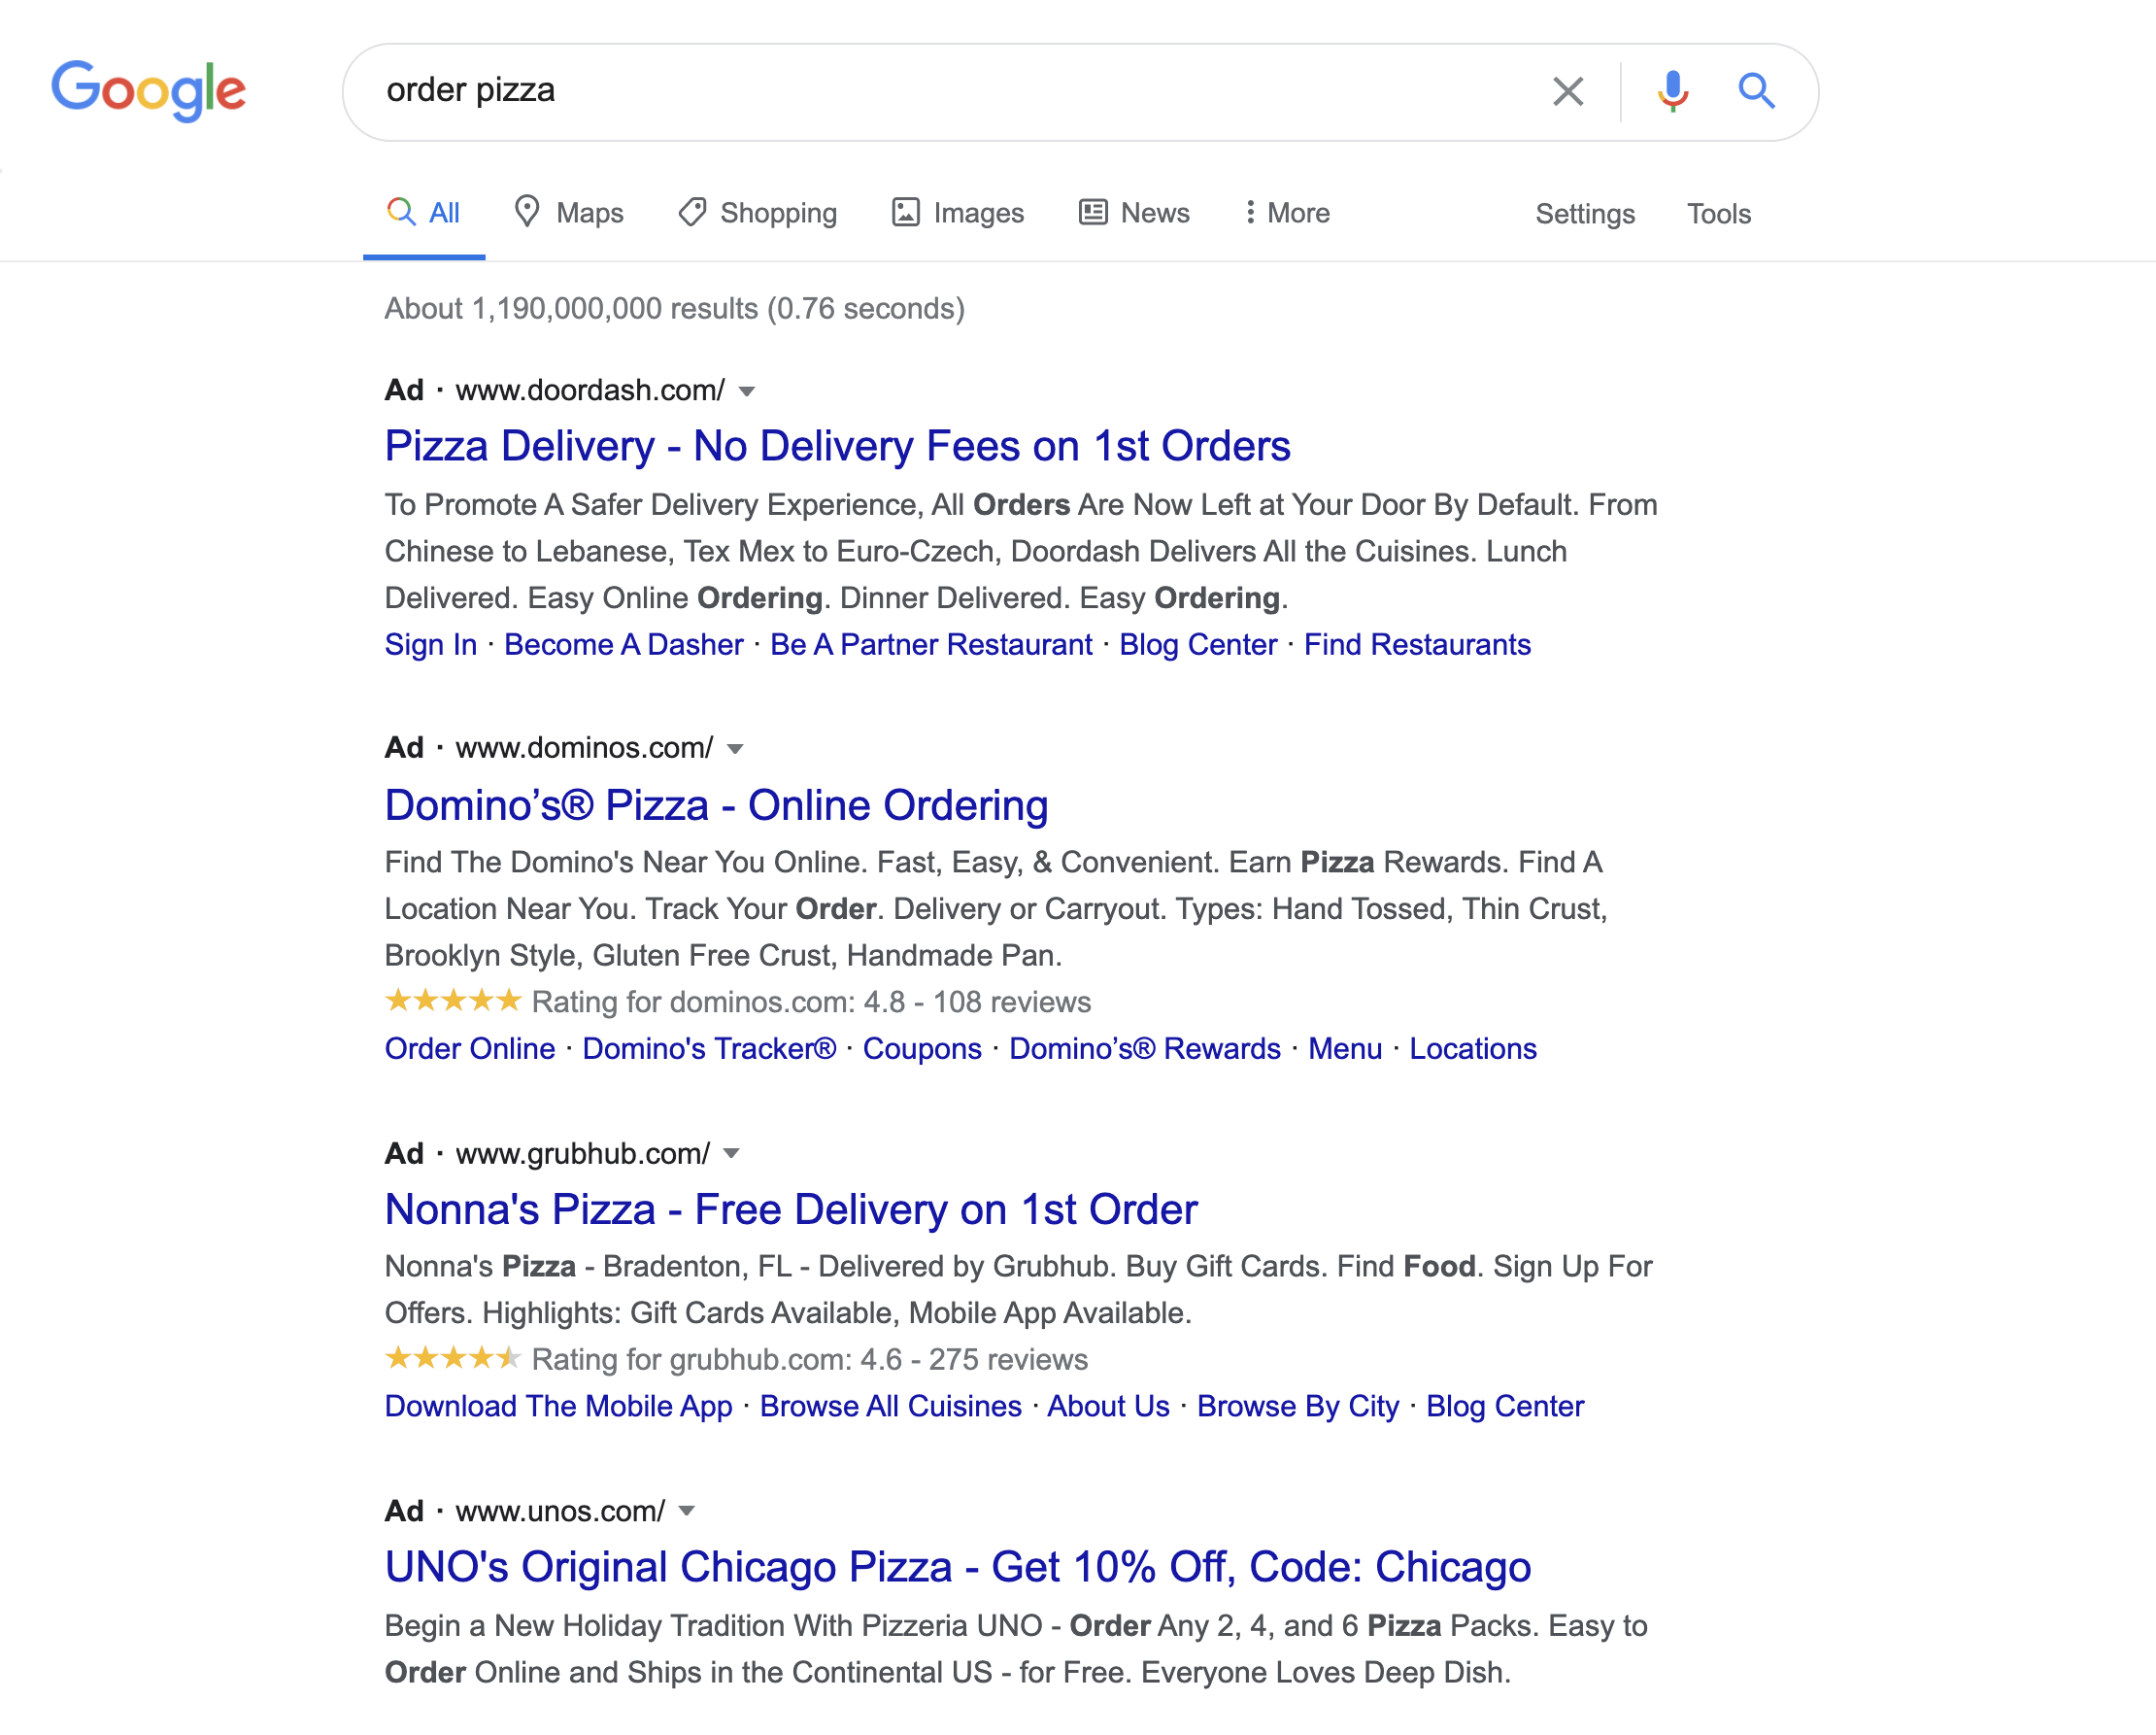 Google
order pizza
All Maps Shopping Images News More Settings Tools
About 1,190,000,000 results (0.76 seconds)
Ad · www.doordash.com/
Pizza Delivery - No Delivery Fees on 1st Orders
To Promote A Safer Delivery Experience, All Orders Are Now Left at Your Door By Default. From
Chinese to Lebanese, Tex Mex to Euro-Czech, Doordash Delivers All the Cuisines. Lunch
Delivered. Easy Online Ordering. Dinner Delivered. Easy Ordering.
Sign In · Become A Dasher · Be A Partner Restaurant · Blog Center · Find Restaurants
Ad · www.dominos.com/
Domino’s® Pizza - Online Ordering
Find The Domino's Near You Online. Fast, Easy, & Convenient. Earn Pizza Rewards. Find A
Location Near You. Track Your Order. Delivery or Carryout. Types: Hand Tossed, Thin Crust,
Brooklyn Style, Gluten Free Crust, Handmade Pan.
Rating for dominos.com: 4.8 - 108 reviews
Order Online · Domino's Tracker® · Coupons · Domino’s® Rewards · Menu · Locations
Ad · www.grubhub.com/
Nonna's Pizza - Free Delivery on 1st Order
Nonna's Pizza - Bradenton, FL - Delivered by Grubhub. Buy Gift Cards. Find Food. Sign Up For
Offers. Highlights: Gift Cards Available, Mobile App Available.
Rating for grubhub.com: 4.6 - 275 reviews
Download The Mobile App · Browse All Cuisines · About Us · Browse By City · Blog Center
Ad · www.unos.com/
UNO's Original Chicago Pizza - Get 10% Off, Code: Chicago
Begin a New Holiday Tradition With Pizzeria UNO - Order Any 2, 4, and 6 Pizza Packs. Easy to
Order Online and Ships in the Continental US - for Free. Everyone Loves Deep Dish.